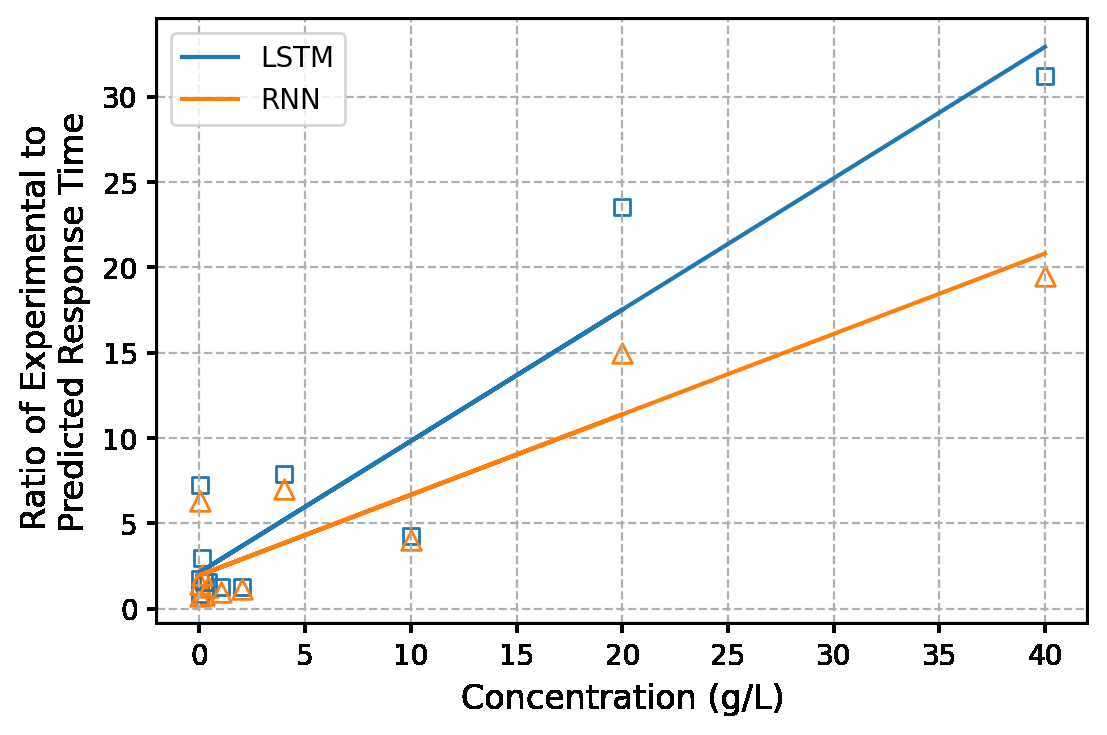 LSTM
RNN
Ratio of Experimental to
Predicted Response Time
30
25
20
15
10
5
0
0 5 10 15 20 25 30 35 40
Concentration (g/L)